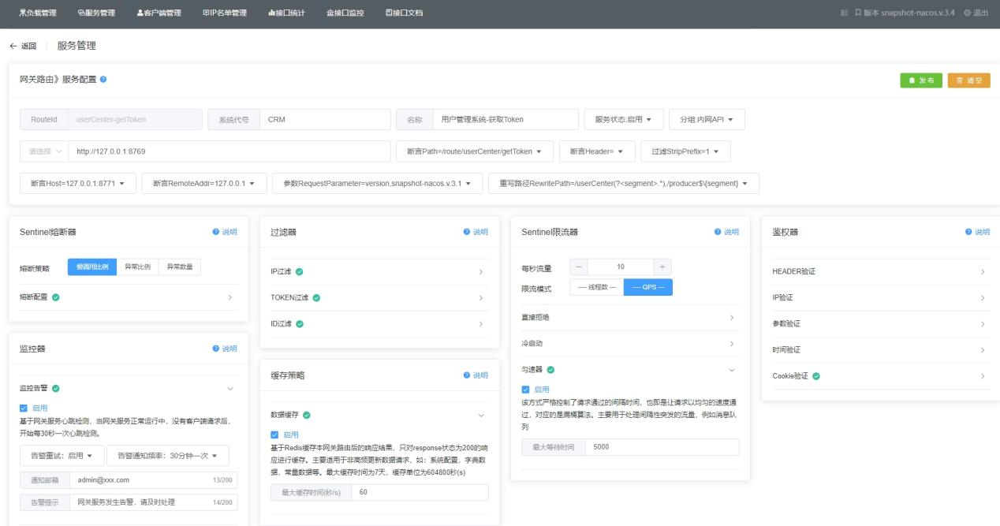 负载管理 服务管理 客户端管理 IP名单管理 接口统计 接口监控 接口文档 版本 snapshot-nacos.v.3.4 退出
返回 服务管理
网关路由》服务配置 发布 清空
RouteId userCenter-getToken 系统代号 CRM 名称 用户管理系统-获取Token 服务状态:启用 分组:内网API
请选择 http://127.0.0.1:8769 断言Path=/route/userCenter/getToken 断言Header= 过滤StripPrefix=1
断言Host=127.0.0.1:8771 断言RemoteAddr=127.0.0.1 参数RequestParameter=version,snapshot-nacos.v.3.1 重写路径RewritePath=/userCenter(?<segment>.*),/producer$\{segment}
Sentinel熔断器 说明
熔断策略 慢调用比例 异常比例 异常数量
熔断配置
监控器 说明
监控告警
启用
基于网关服务心跳检测，当网关服务正常运行中，没有客户端请求后，
开始每30秒一次心跳检测。
告警重试：启用 告警通知频率：30分钟一次
通知邮箱 admin@xxx.com 13/200
告警提示 网关服务发生告警，请及时处理 14/200
过滤器 说明
IP过滤
TOKEN过滤
ID过滤
缓存策略 说明
数据缓存
启用
基于Redis缓存本网关路由后的响应结果，只对response状态为200的响
应进行缓存。主要适用于非高频更新数据请求，如：系统配置，字典数
据，常量数据等。最大缓存时间为7天，缓存单位为604800秒(s)
最大缓存时间(秒/s) 60
Sentinel限流器 说明
每秒流量 10
限流模式 — 线程数 — — QPS —
直接拒绝
冷启动
匀速器
启用
该方式严格控制了请求通过的间隔时间，也即是让请求以均匀的速度通
过，对应的是漏桶算法。主要用于处理间隔性突发的流量，例如消息队
列
最大等待时间 5000
鉴权器 说明
HEADER验证
IP验证
参数验证
时间验证
Cookie验证